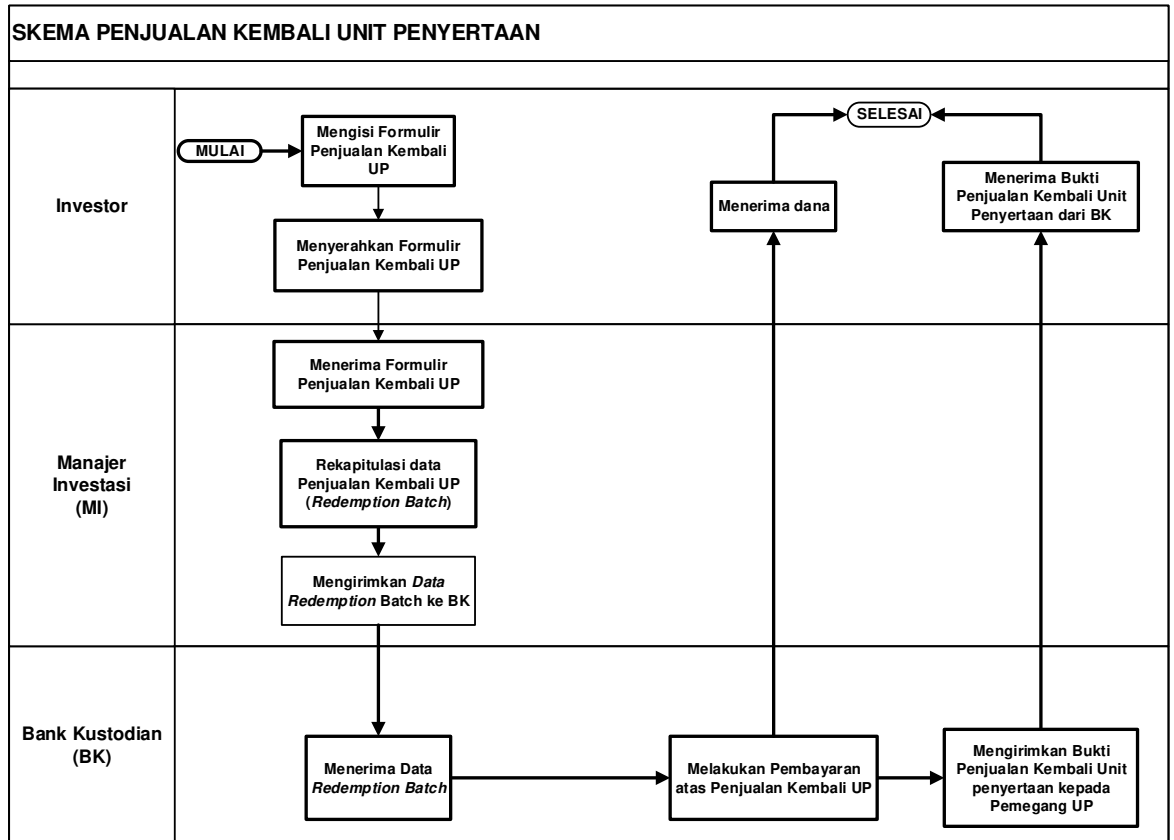 SKEMA PENJUALAN KEMBALI UNIT PENYERTAAN
Investor
MULAI
Mengisi Formulir
Penjualan Kembali
UP
Menyerahkan Formulir
Penjualan Kembali UP
SELESAI
Menerima dana
Menerima Bukti
Penjualan Kembali Unit
Penyertaan dari BK
Manajer
Investasi
(MI)
Menerima Formulir
Penjualan Kembali UP
Rekapitulasi data
Penjualan Kembali UP
(Redemption Batch)
Mengirimkan Data
Redemption Batch ke BK
Bank Kustodian
(BK)
Menerima Data
Redemption Batch
Melakukan Pembayaran
atas Penjualan Kembali UP
Mengirimkan Bukti
Penjualan Kembali Unit
penyertaan kepada
Pemegang UP